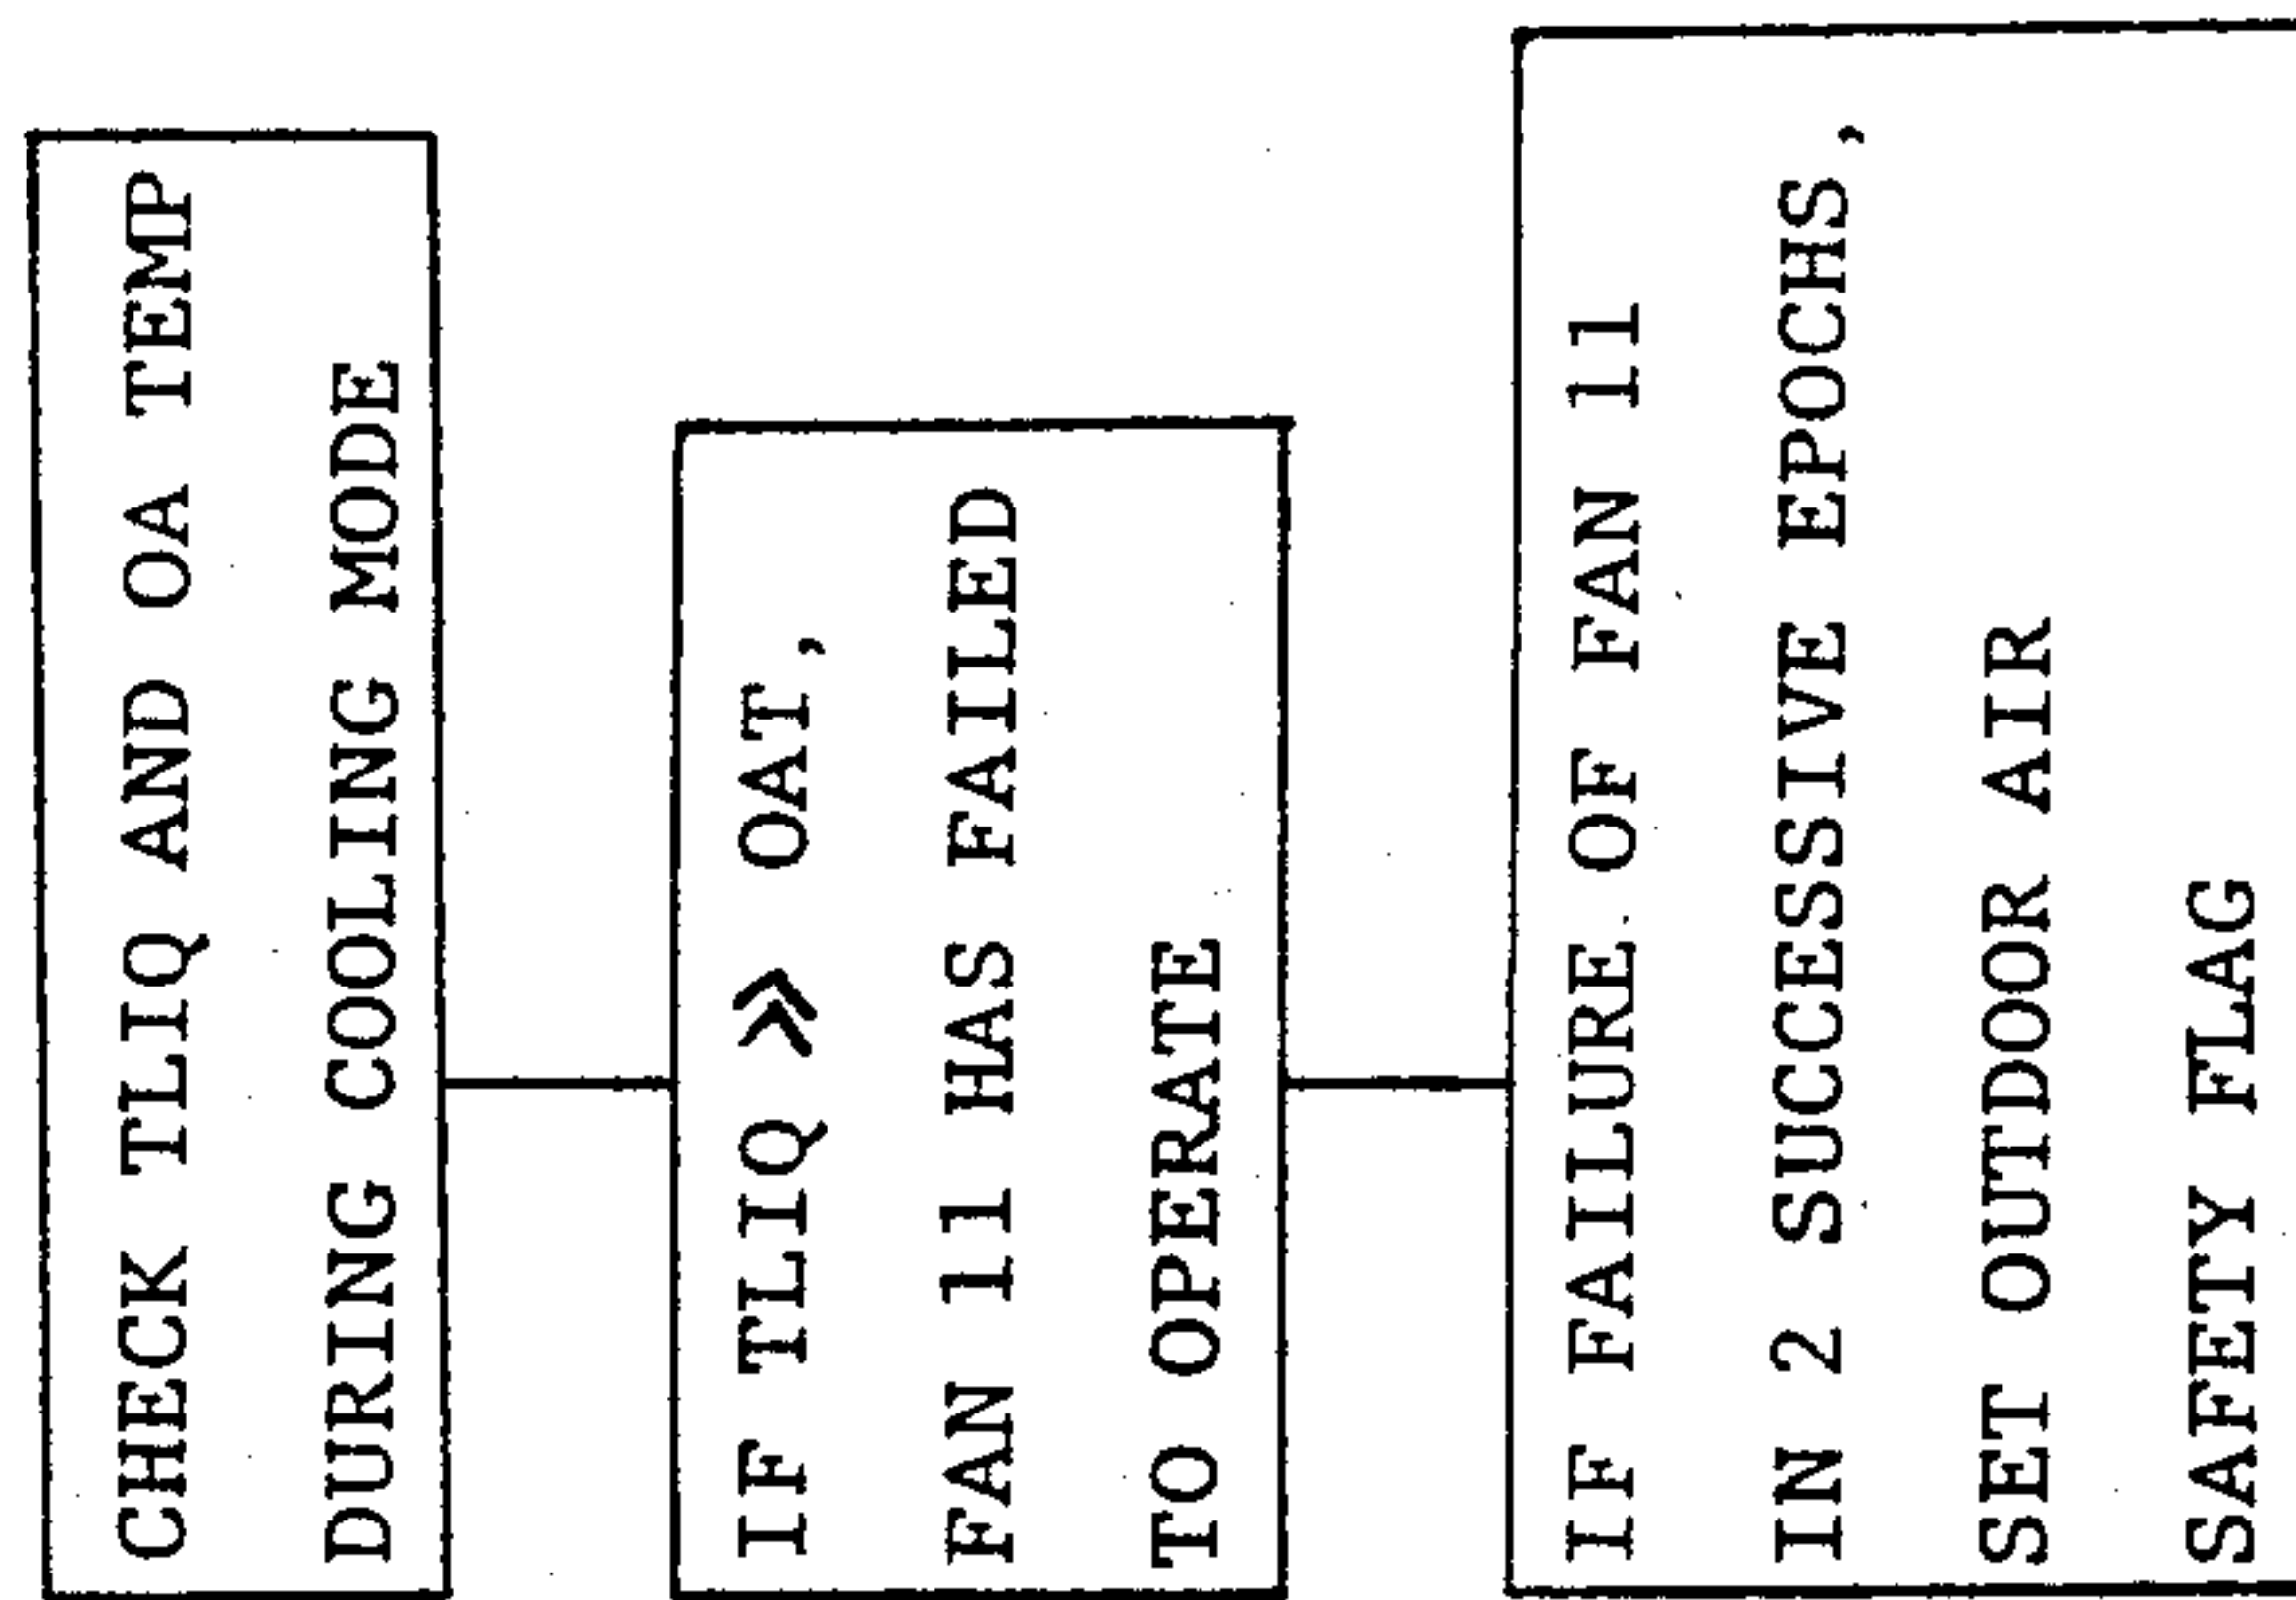 CHECK TLIQ AND OA TEMP
DURING COOLING MODE
IF TLIQ >> OAT,
FAN 11 HAS FAILED
TO OPERATE
IF FAILURE OF FAN 11
IN 2 SUCCESSIVE EPOCHS,
SET OUTDOOR AIR
SAFETY FLAG